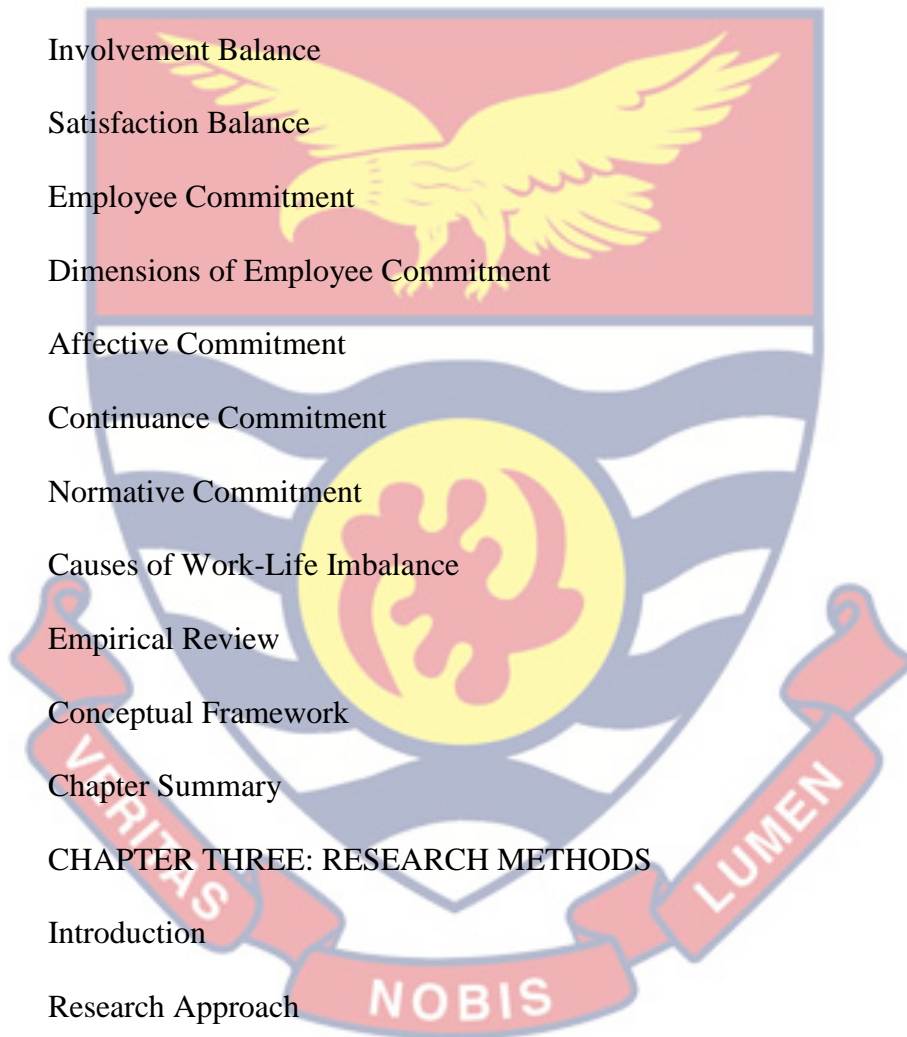 Involvement Balance
Satisfaction Balance
Employee Commitment
Dimensions of Employee Commitment
Affective Commitment
Continuance Commitment
Normative Commitment
Causes of Work-Life Imbalance
Empirical Review
Conceptual Framework
Chapter Summary
CHAPTER THREE: RESEARCH METHODS
Introduction
Research Approach
VERITAS
NOBIS
LUMEN